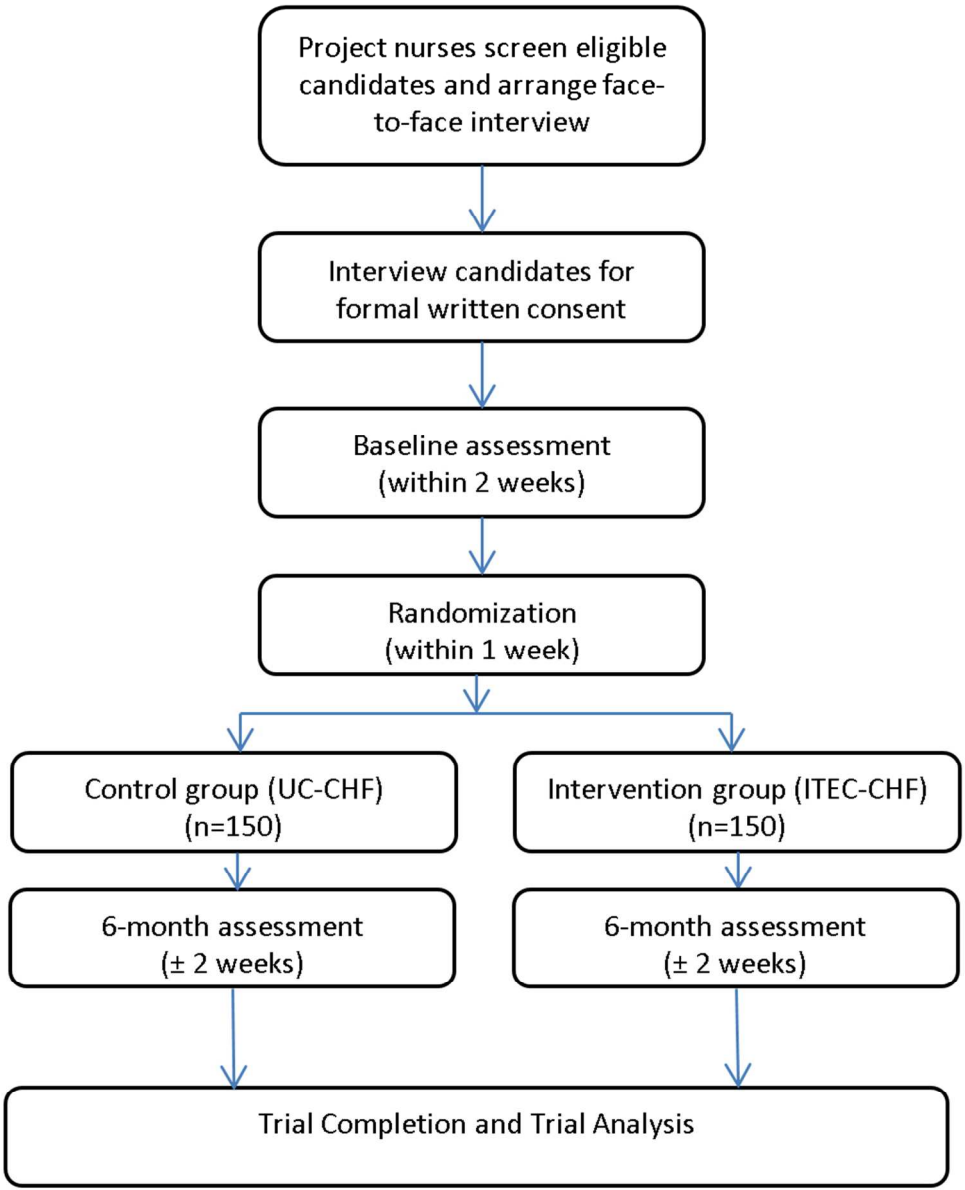 Project nurses screen eligible
candidates and arrange face-
to-face interview
Interview candidates for
formal written consent
Baseline assessment
(within 2 weeks)
Randomization
(within 1 week)
Control group (UC-CHF)
(n=150)
Intervention group (ITEC-CHF)
(n=150)
6-month assessment
(± 2 weeks)
6-month assessment
(± 2 weeks)
Trial Completion and Trial Analysis